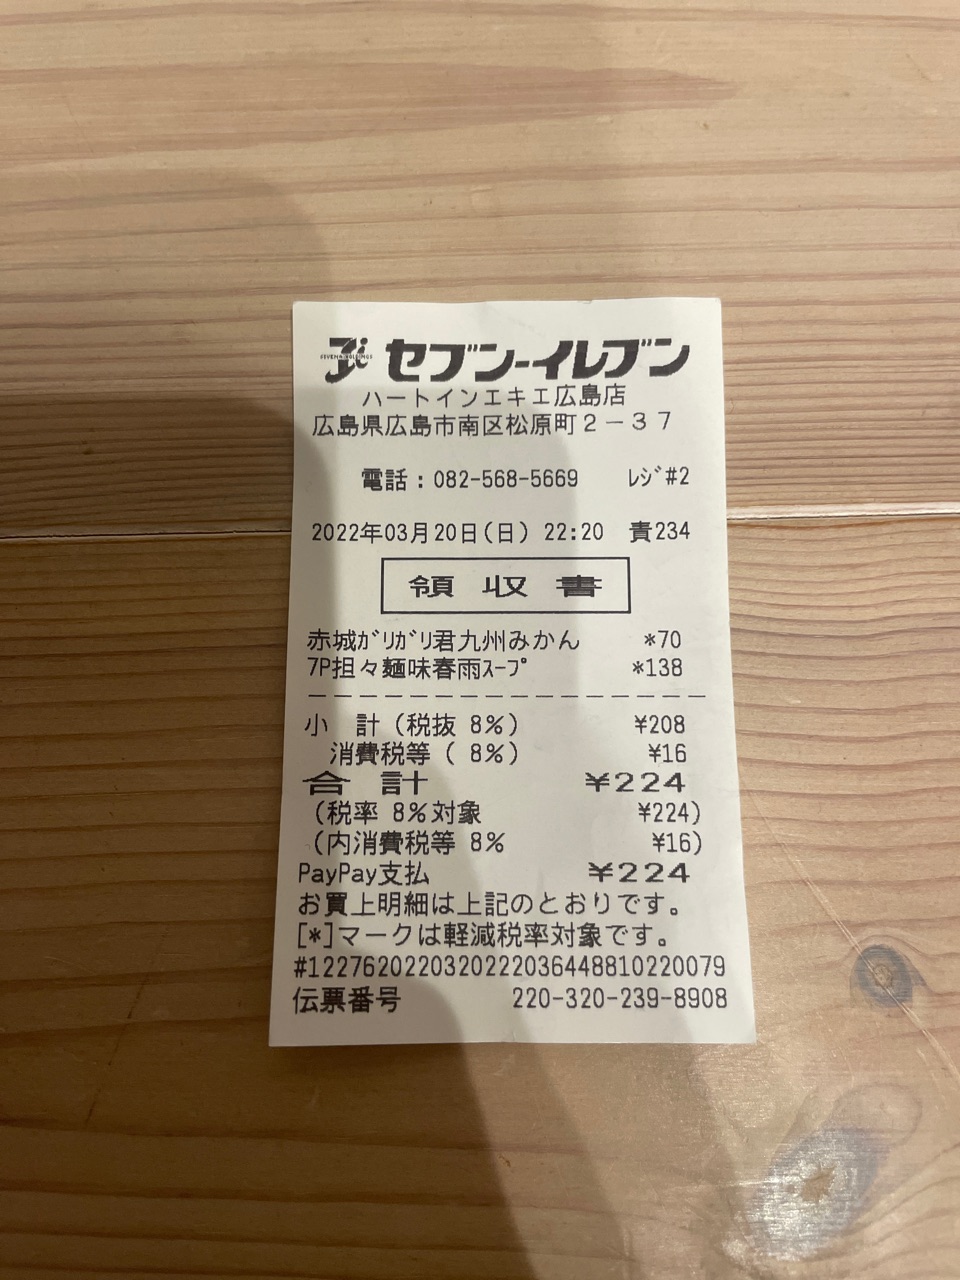 セブン-イレブン
ハートインエキエ広島店
広島県広島市南区松原町２－３７
電話：082-568-5669 ﾚｼﾞ#2
2022年03月20日(日) 22:20 責234
領収書
赤城ｶﾞﾘｶﾞﾘ君九州みかん *70
7P担々麺味春雨ｽｰﾌﾟ *138
小　計（税抜 8%） ¥208
消費税等（ 8%） ¥16
合　計 ¥224
（税率 8%対象 ¥224）
（内消費税等 8% ¥16）
PayPay支払 ¥224
お買上明細は上記のとおりです。
[*]マークは軽減税率対象です。
#122762022032022203644881022​0079
伝票番号 220-320-239-8908